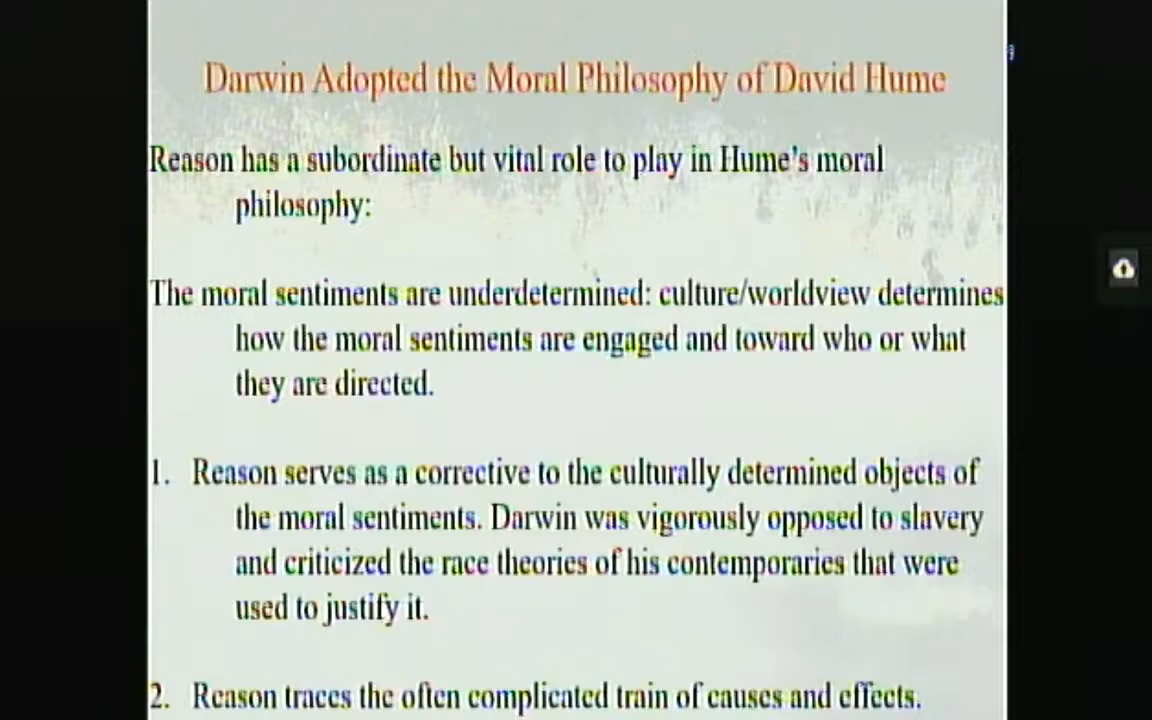 Darwin Adopted the Moral Philosophy of David Hume
Reason has a subordinate but vital role to play in Hume's moral
philosophy:
The moral sentiments are underdetermined: culture/worldview determines
how the moral sentiments are engaged and toward who or what
they are directed.
1. Reason serves as a corrective to the culturally determined objects of
the moral sentiments. Darwin was vigorously opposed to slavery
and criticized the race theories of his contemporaries that were
used to justify it.
2. Reason traces the often complicated train of causes and effects.